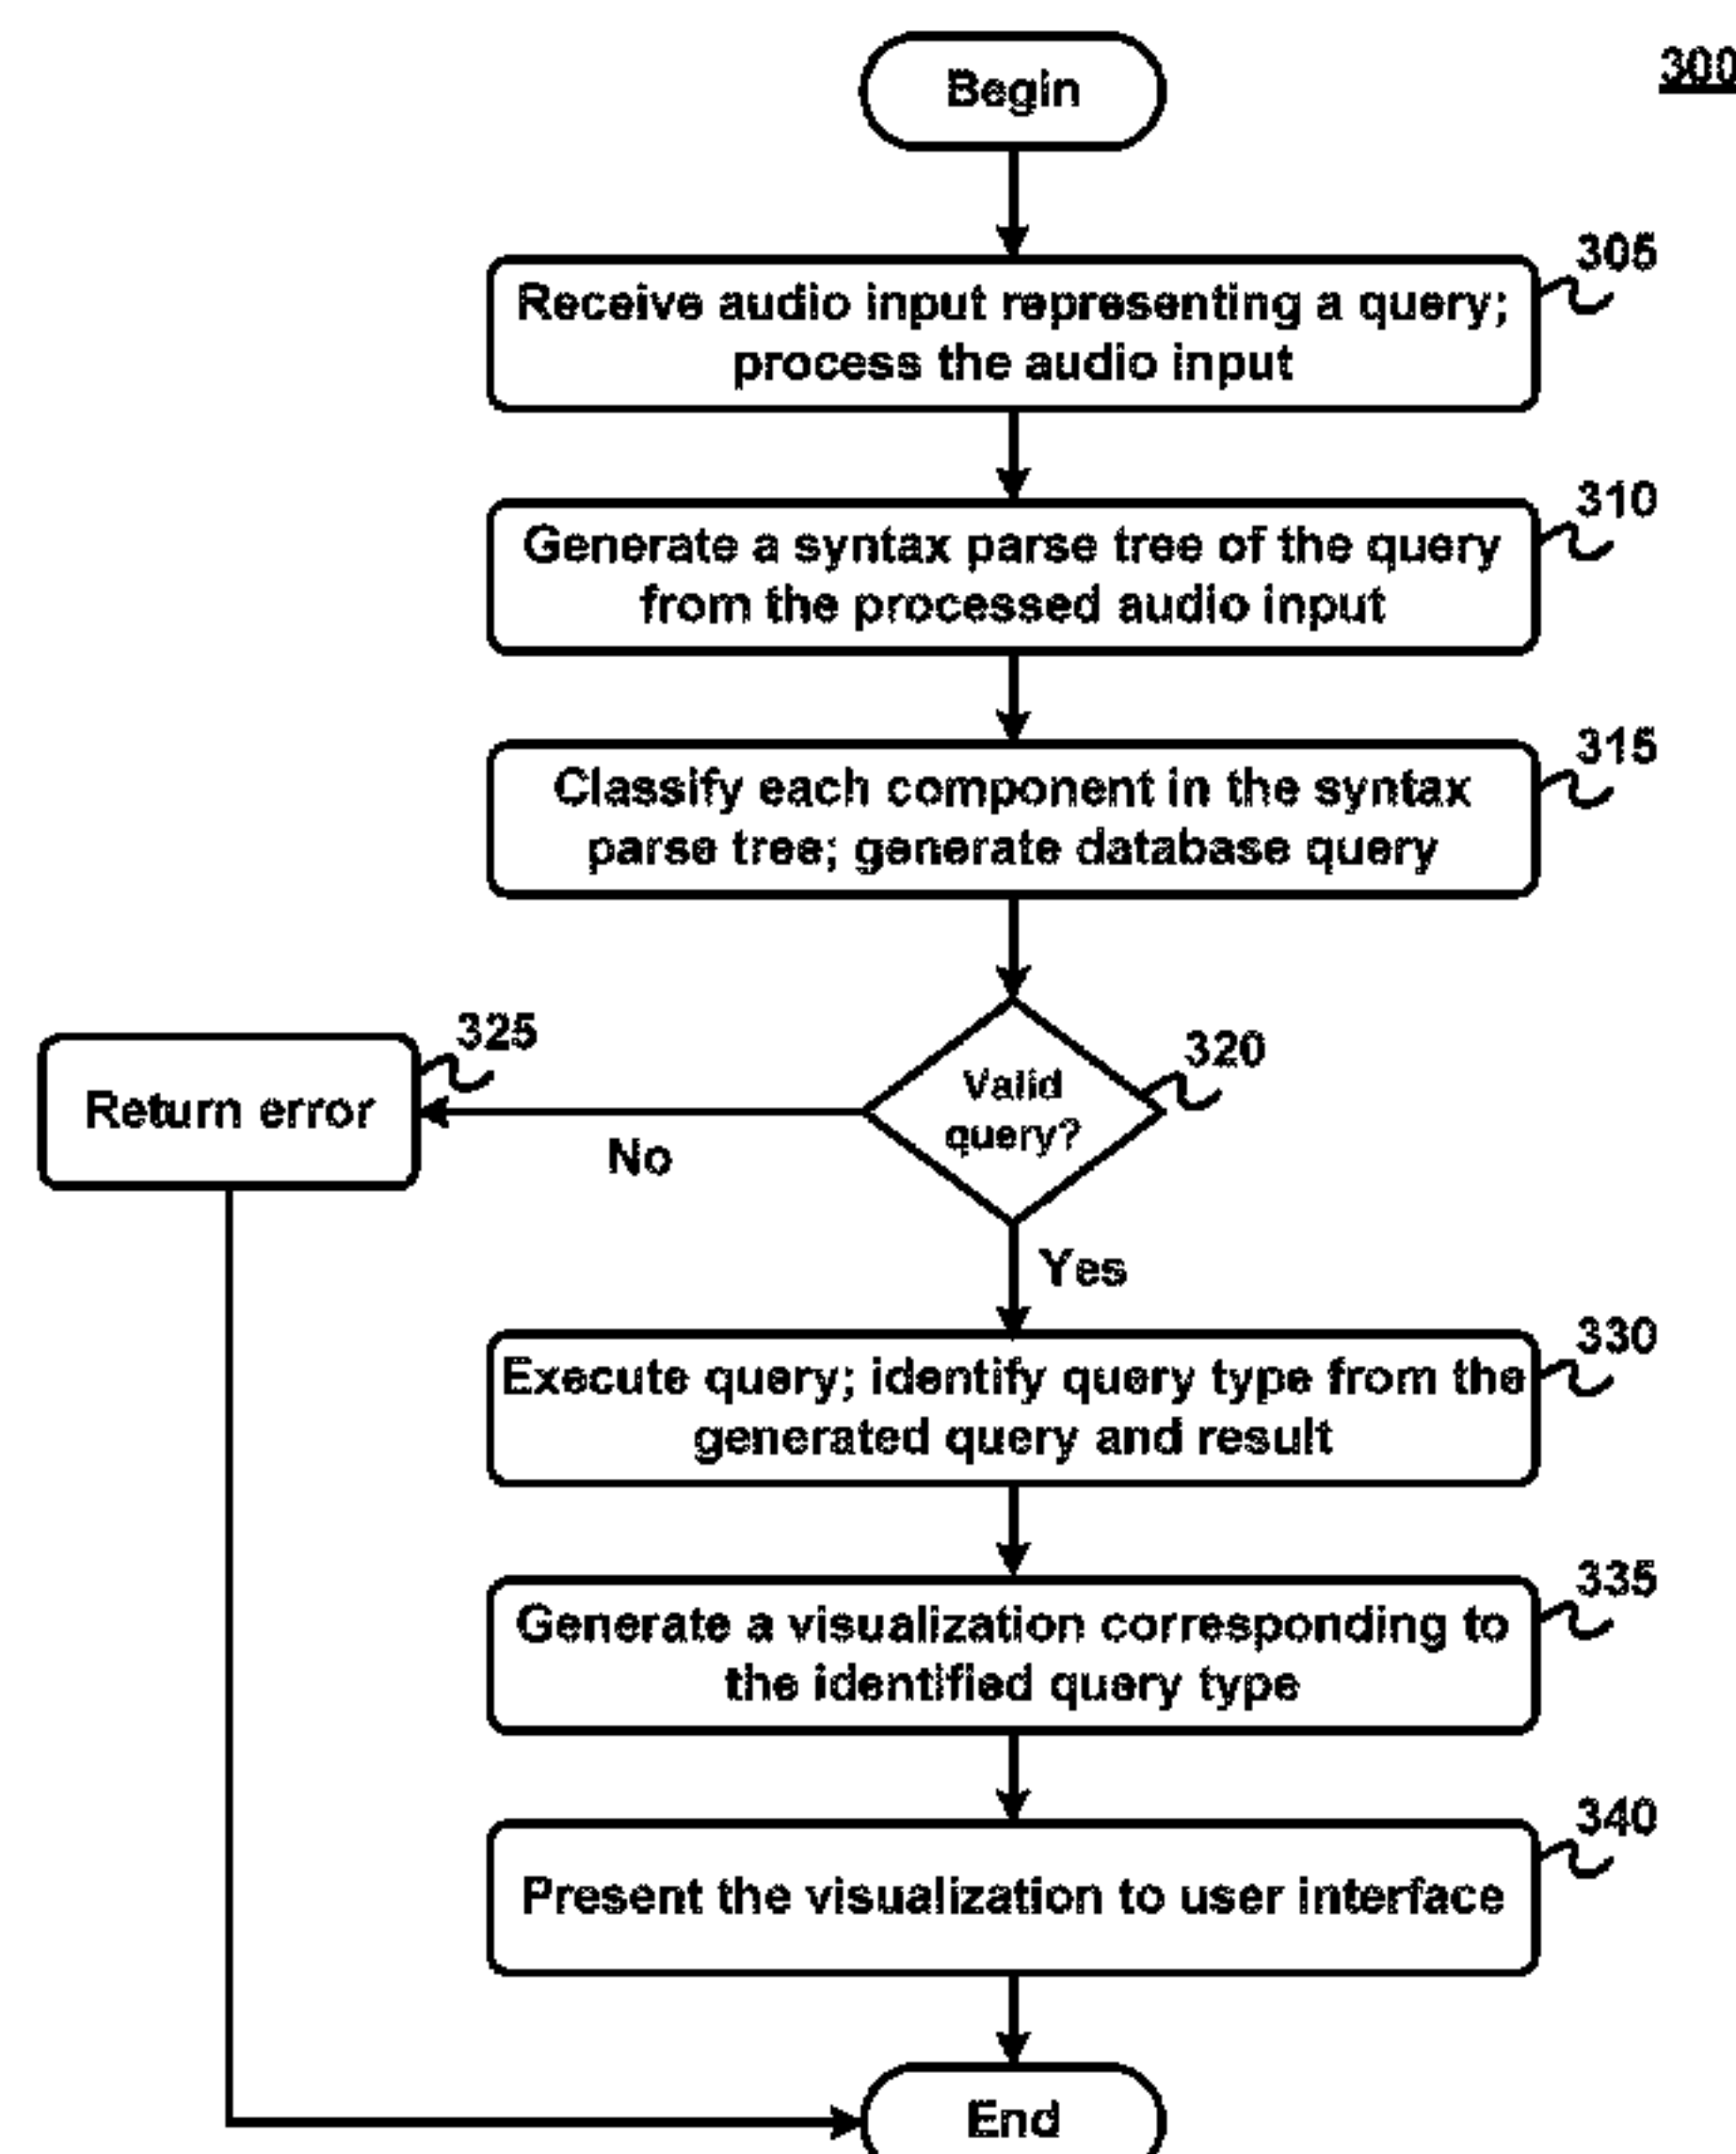 300
Begin
305
Receive audio input representing a query;
process the audio input
310
Generate a syntax parse tree of the query
from the processed audio input
315
Classify each component in the syntax
parse tree; generate database query
325
Return error
320
Valid
query?
No
Yes
330
Execute query; identify query type from the
generated query and result
335
Generate a visualization corresponding to
the identified query type
340
Present the visualization to user interface
End